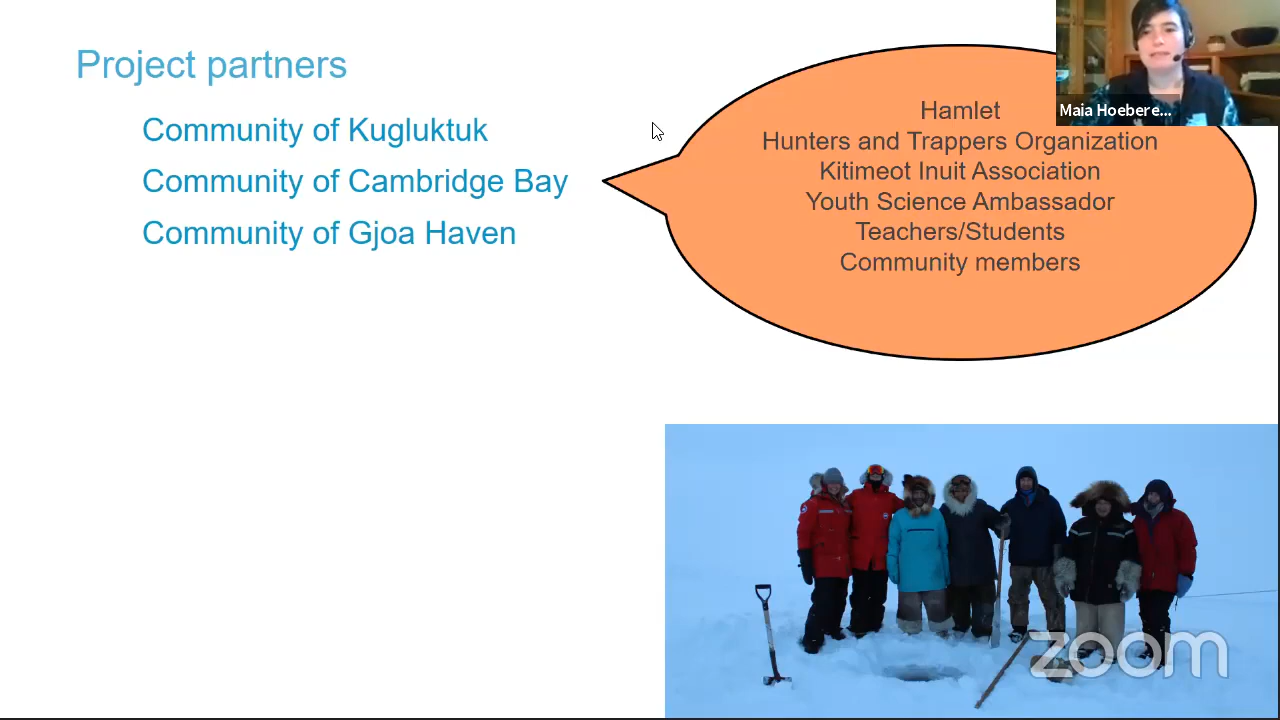 Project partners
Community of Kugluktuk
Community of Cambridge Bay
Community of Gjoa Haven
Hamlet
Hunters and Trappers Organization
Kitimeot Inuit Association
Youth Science Ambassador
Teachers/Students
Community members
Maia Hoebere...
zoom